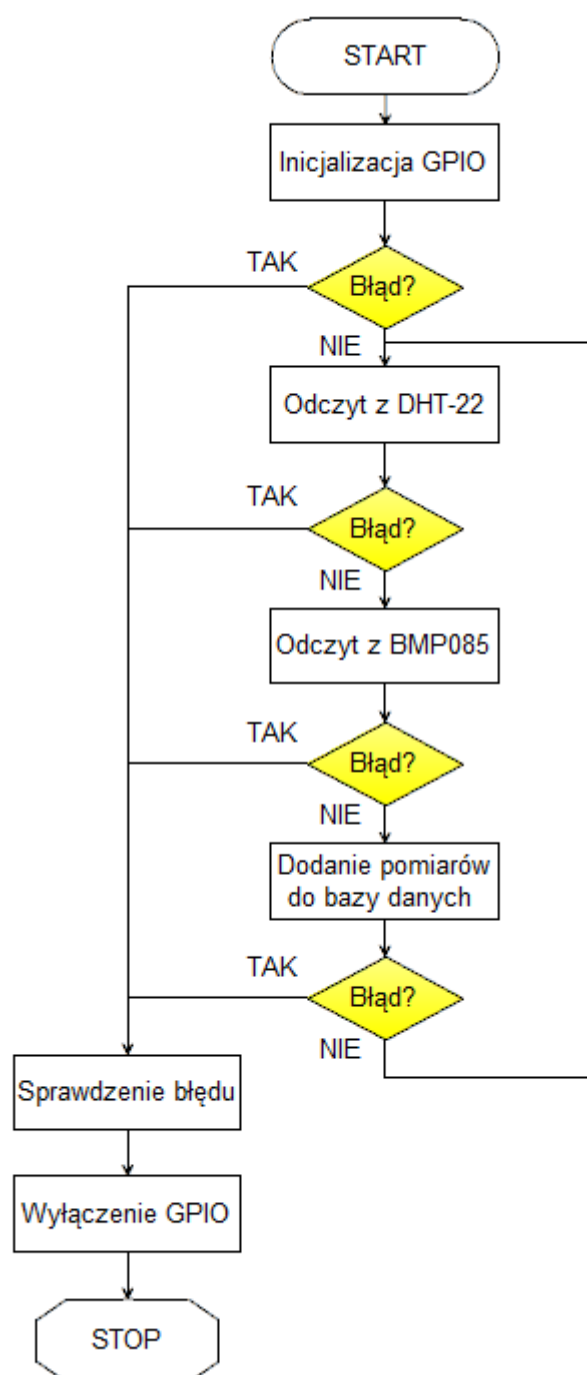 START
Inicjalizacja GPIO
TAK
Błąd?
NIE
Odczyt z DHT-22
TAK
Błąd?
NIE
Odczyt z BMP085
TAK
Błąd?
NIE
Dodanie pomiarów
do bazy danych
TAK
Błąd?
NIE
Sprawdzenie błędu
Wyłączenie GPIO
STOP